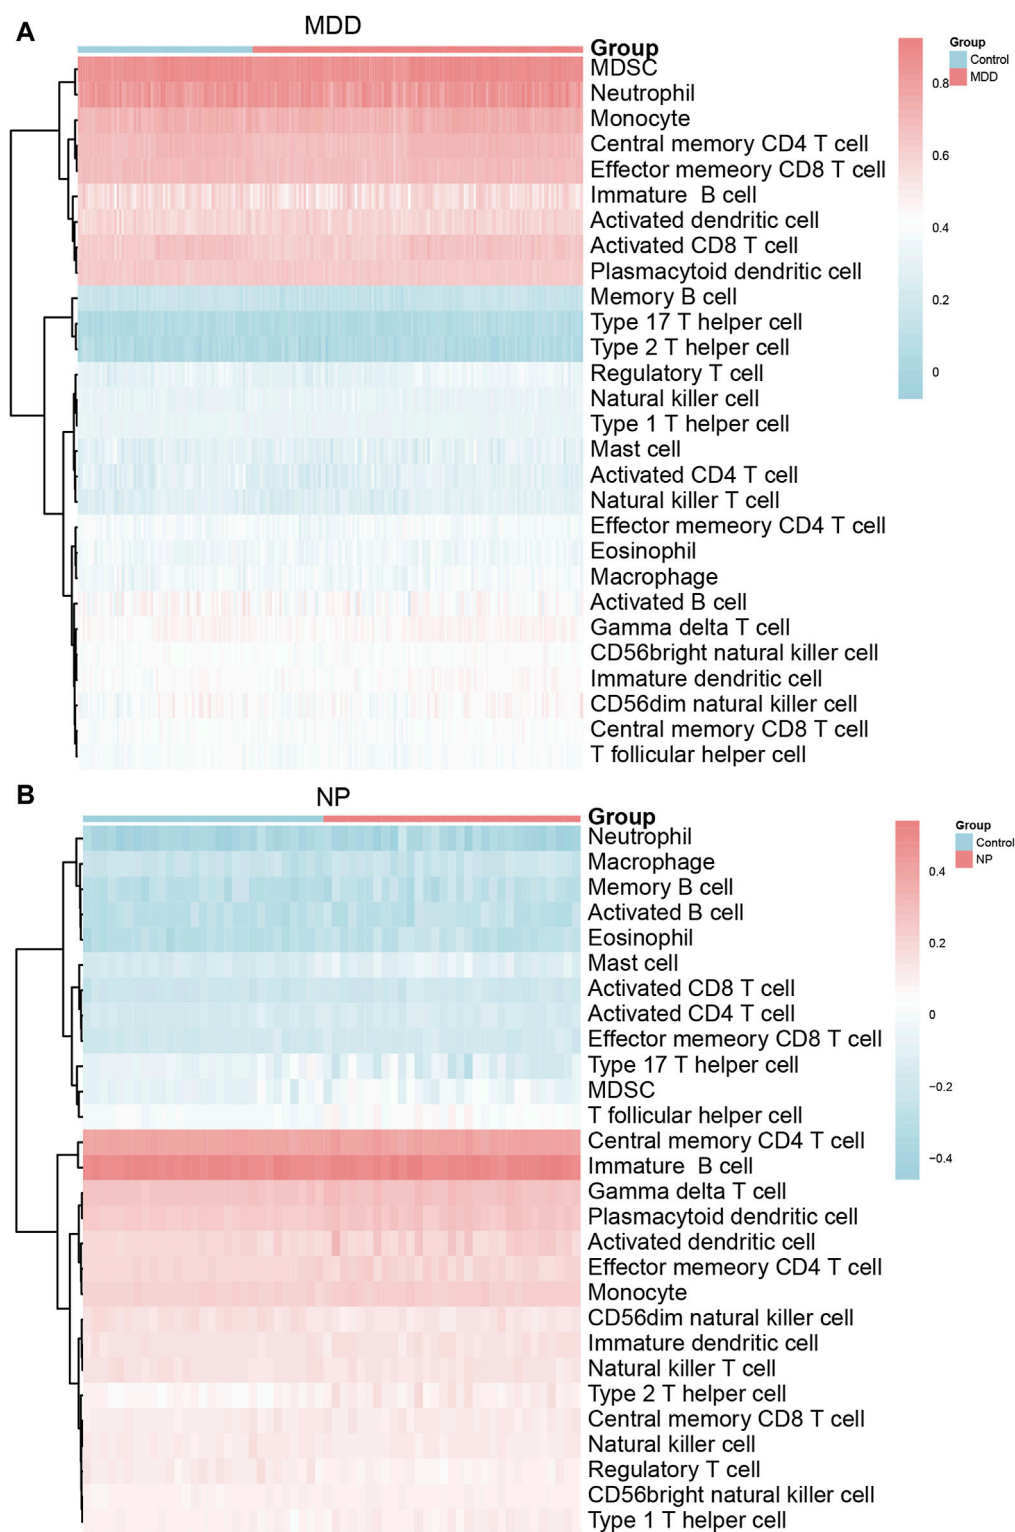 A
MDD
Group
MDSC
Neutrophil
Monocyte
Central memory CD4 T cell
Effector memeory CD8 T cell
Immature  B cell
Activated dendritic cell
Activated CD8 T cell
Plasmacytoid dendritic cell
Memory B cell
Type 17 T helper cell
Type 2 T helper cell
Regulatory T cell
Natural killer cell
Type 1 T helper cell
Mast cell
Activated CD4 T cell
Natural killer T cell
Effector memeory CD4 T cell
Eosinophil
Macrophage
Activated B cell
Gamma delta T cell
CD56bright natural killer cell
Immature dendritic cell
CD56dim natural killer cell
Central memory CD8 T cell
T follicular helper cell
0.8
0.6
0.4
0.2
0
Group
Control
MDD
B
NP
Group
Neutrophil
Macrophage
Memory B cell
Activated B cell
Eosinophil
Mast cell
Activated CD8 T cell
Activated CD4 T cell
Effector memeory CD8 T cell
Type 17 T helper cell
MDSC
T follicular helper cell
Central memory CD4 T cell
Immature  B cell
Gamma delta T cell
Plasmacytoid dendritic cell
Activated dendritic cell
Effector memeory CD4 T cell
Monocyte
CD56dim natural killer cell
Immature dendritic cell
Natural killer T cell
Type 2 T helper cell
Central memory CD8 T cell
Natural killer cell
Regulatory T cell
CD56bright natural killer cell
Type 1 T helper cell
0.4
0.2
0
−0.2
−0.4
Group
Control
NP